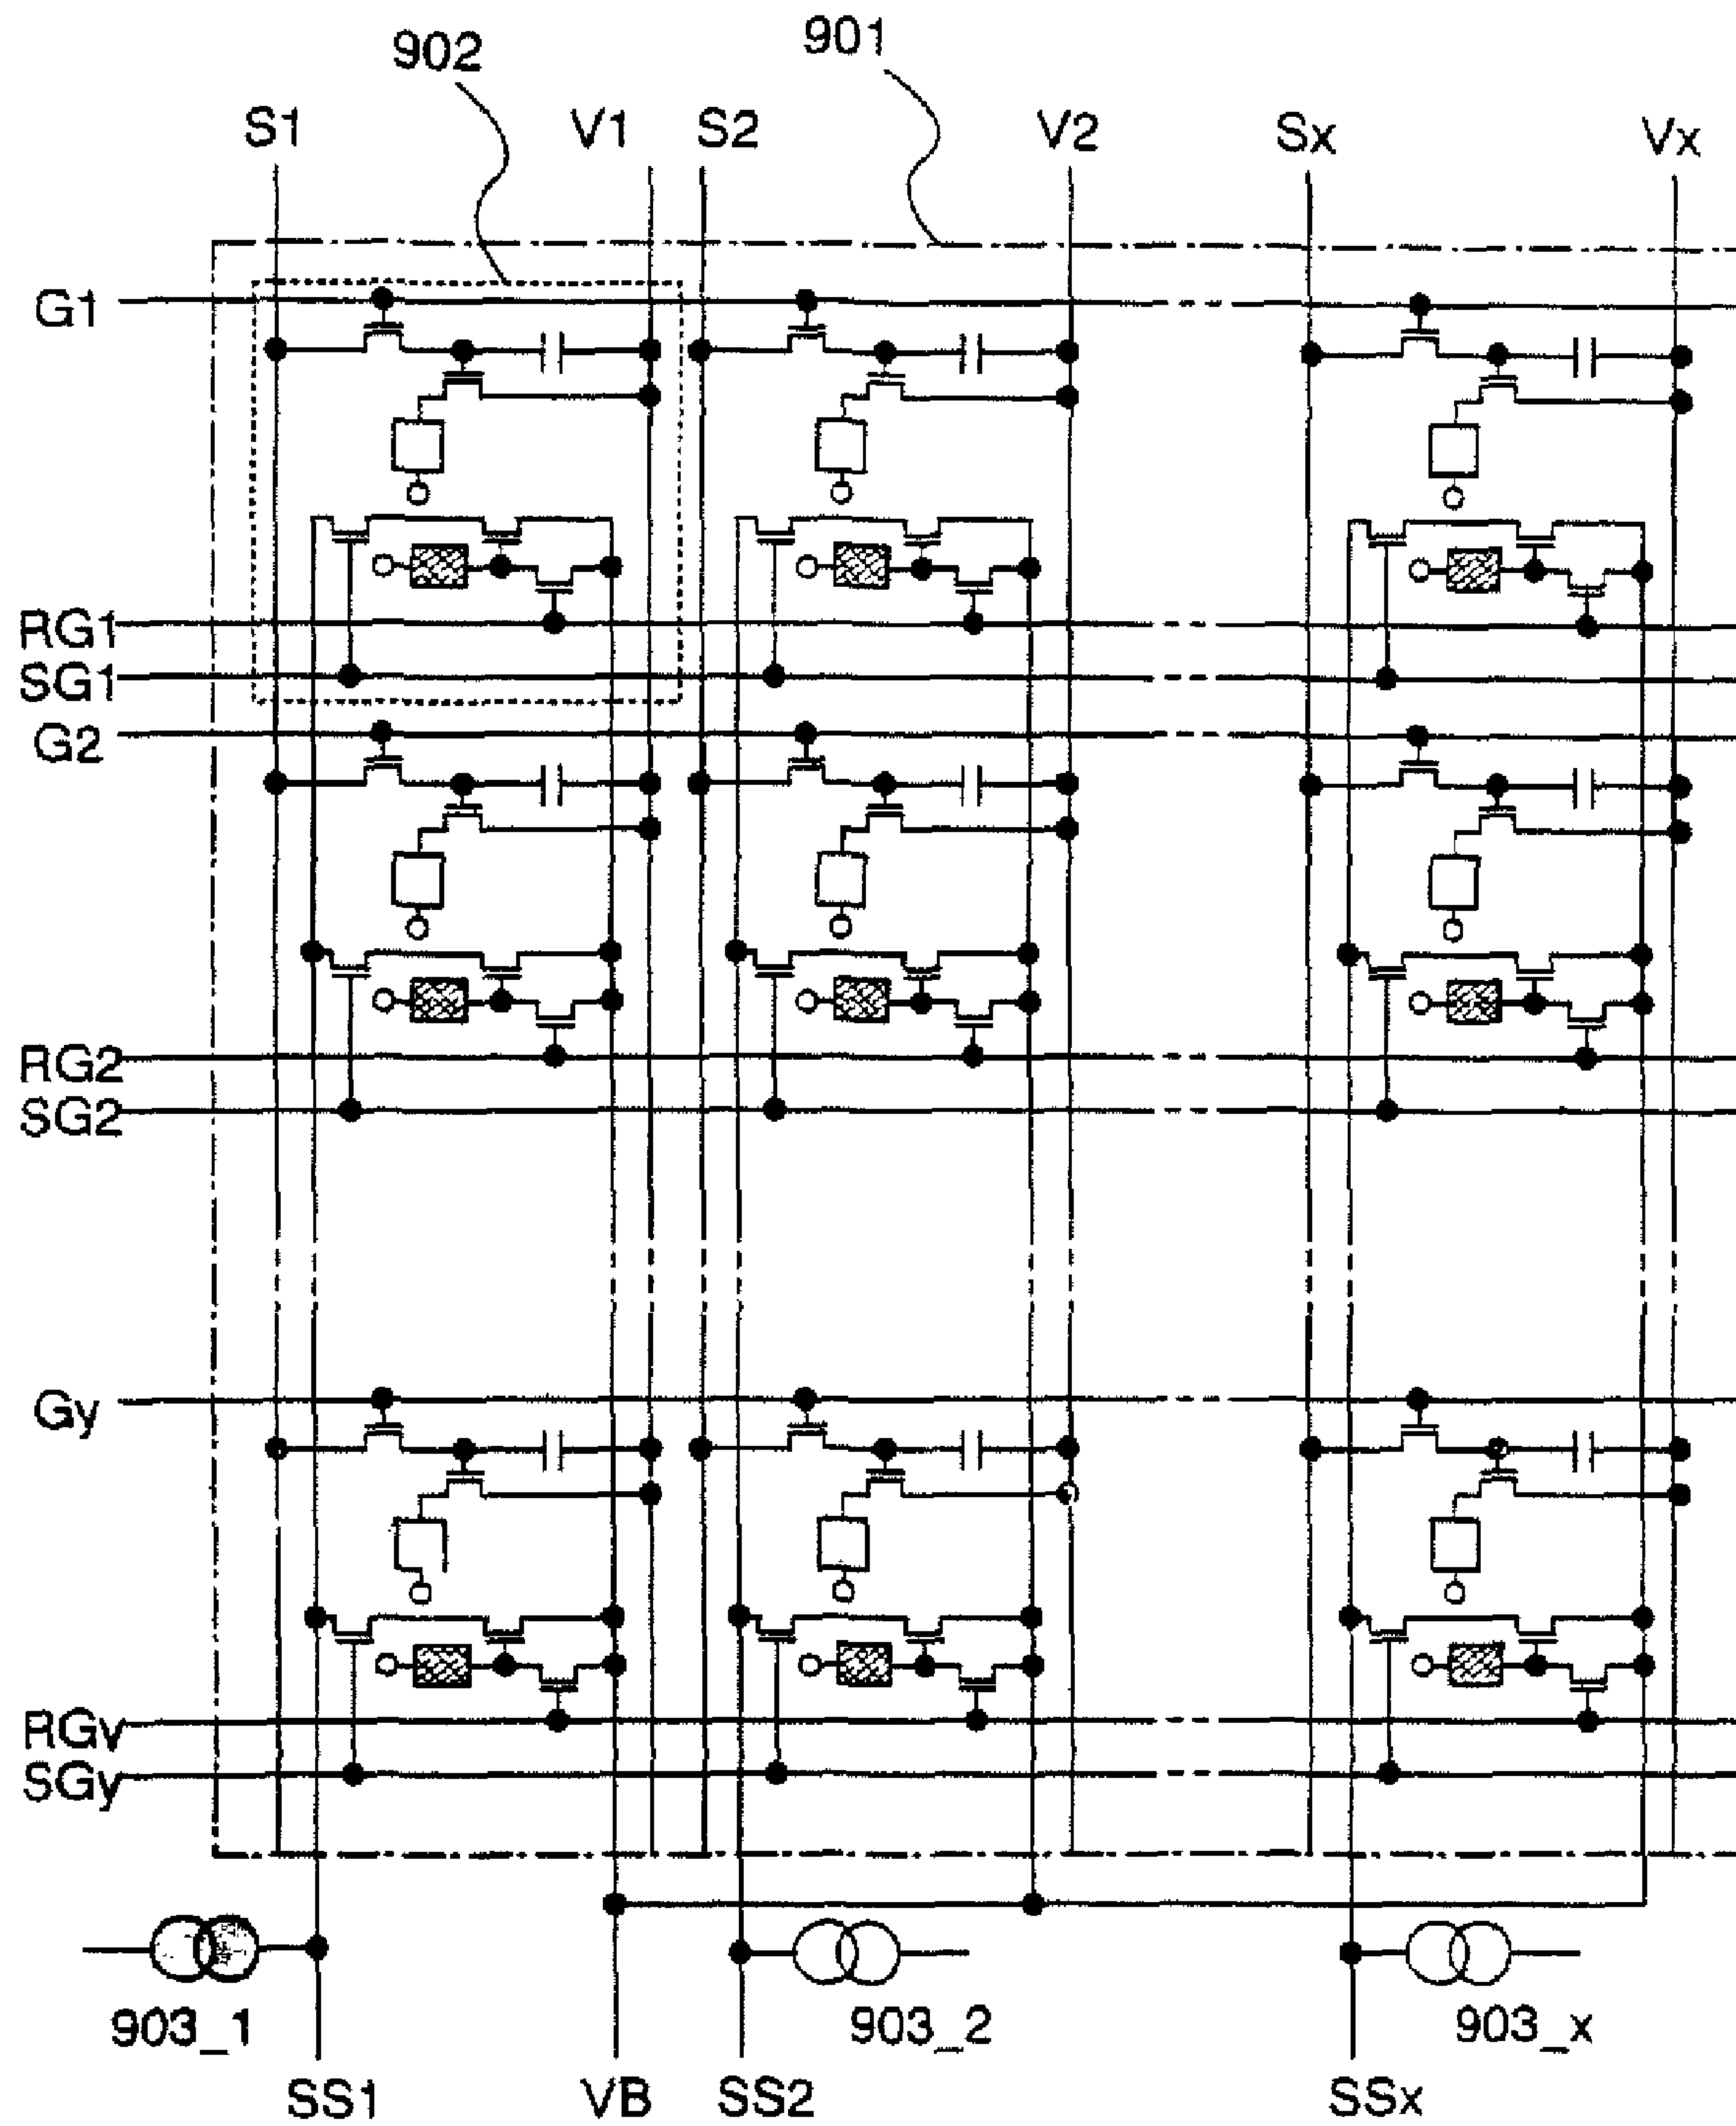 902
901
S1
V1
S2
V2
Sx
Vx
G1
RG1
SG1
G2
RG2
SG2
Gy
RGy
SGy
903_1
903_2
903_x
SS1
VB
SS2
SSx